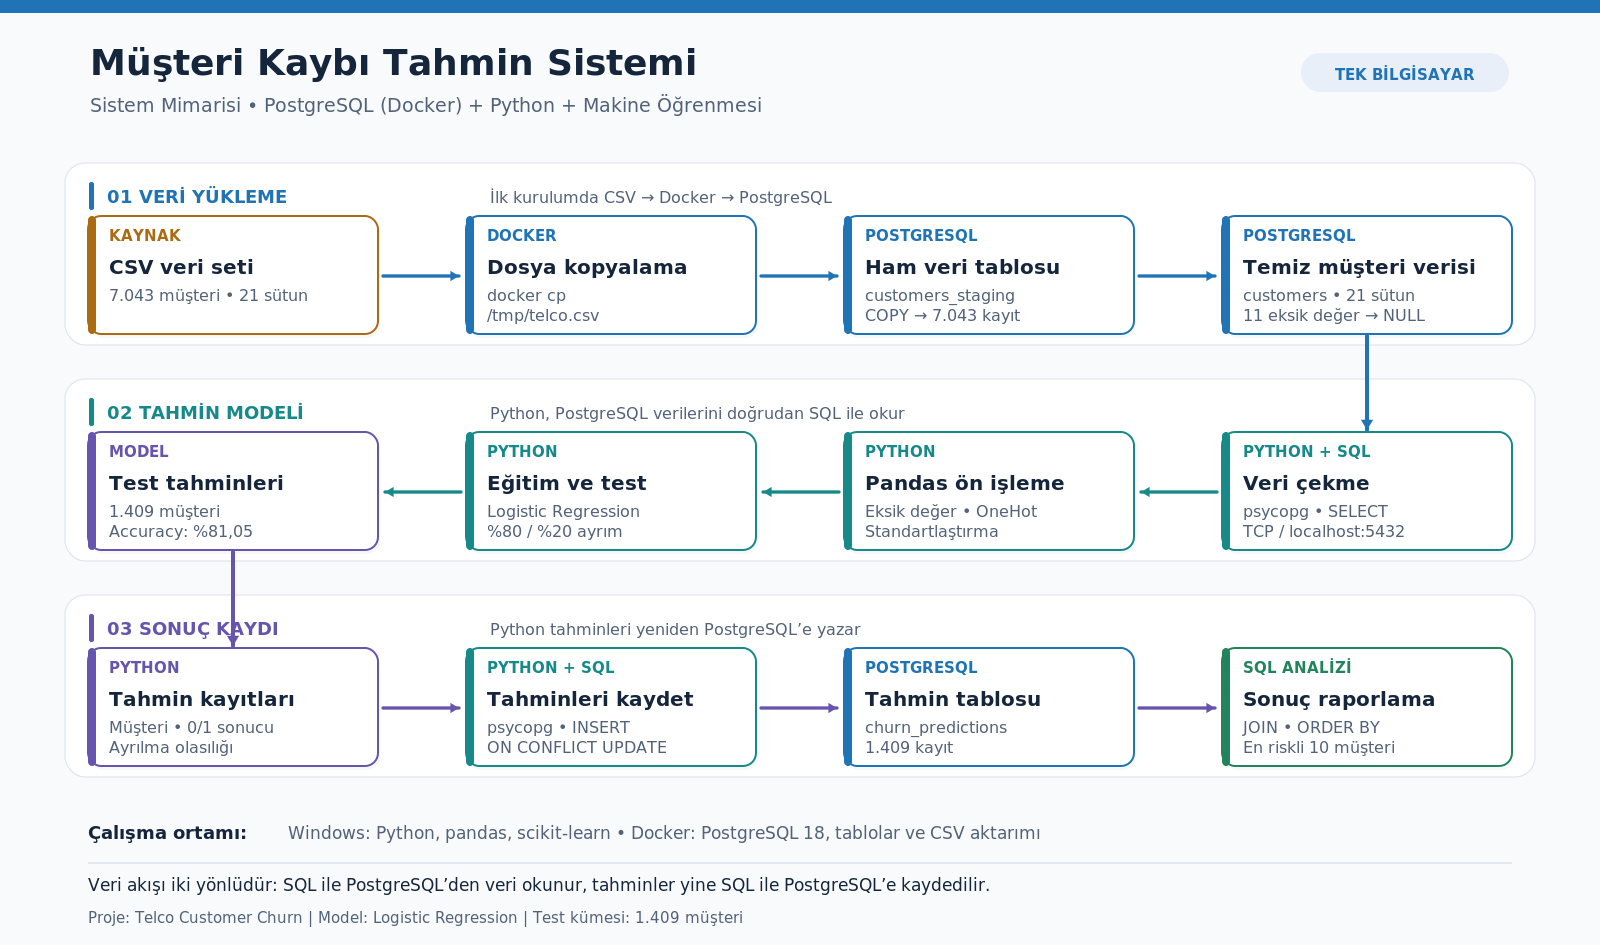 Müşteri Kaybı Tahmin Sistemi
TEK BİLGİSAYAR
Sistem Mimarisi • PostgreSQL (Docker) + Python + Makine Öğrenmesi
01 VERİ YÜKLEME
İlk kurulumda CSV → Docker → PostgreSQL
KAYNAK
CSV veri seti
7.043 müşteri • 21 sütun
DOCKER
Dosya kopyalama
docker cp
/tmp/telco.csv
POSTGRESQL
Ham veri tablosu
customers_staging
COPY → 7.043 kayıt
POSTGRESQL
Temiz müşteri verisi
customers • 21 sütun
11 eksik değer → NULL
02 TAHMİN MODELİ
Python, PostgreSQL verilerini doğrudan SQL ile okur
MODEL
Test tahminleri
1.409 müşteri
Accuracy: %81,05
PYTHON
Eğitim ve test
Logistic Regression
%80 / %20 ayrım
PYTHON
Pandas ön işleme
Eksik değer • OneHot
Standartlaştırma
PYTHON + SQL
Veri çekme
psycopg • SELECT
TCP / localhost:5432
03 SONUÇ KAYDI
Python tahminleri yeniden PostgreSQL’e yazar
PYTHON
Tahmin kayıtları
Müşteri • 0/1 sonucu
Ayrılma olasılığı
PYTHON + SQL
Tahminleri kaydet
psycopg • INSERT
ON CONFLICT UPDATE
POSTGRESQL
Tahmin tablosu
churn_predictions
1.409 kayıt
SQL ANALİZİ
Sonuç raporlama
JOIN • ORDER BY
En riskli 10 müşteri
Çalışma ortamı: Windows: Python, pandas, scikit-learn • Docker: PostgreSQL 18, tablolar ve CSV aktarımı
Veri akışı iki yönlüdür: SQL ile PostgreSQL’den veri okunur, tahminler yine SQL ile PostgreSQL’e kaydedilir.
Proje: Telco Customer Churn | Model: Logistic Regression | Test kümesi: 1.409 müşteri